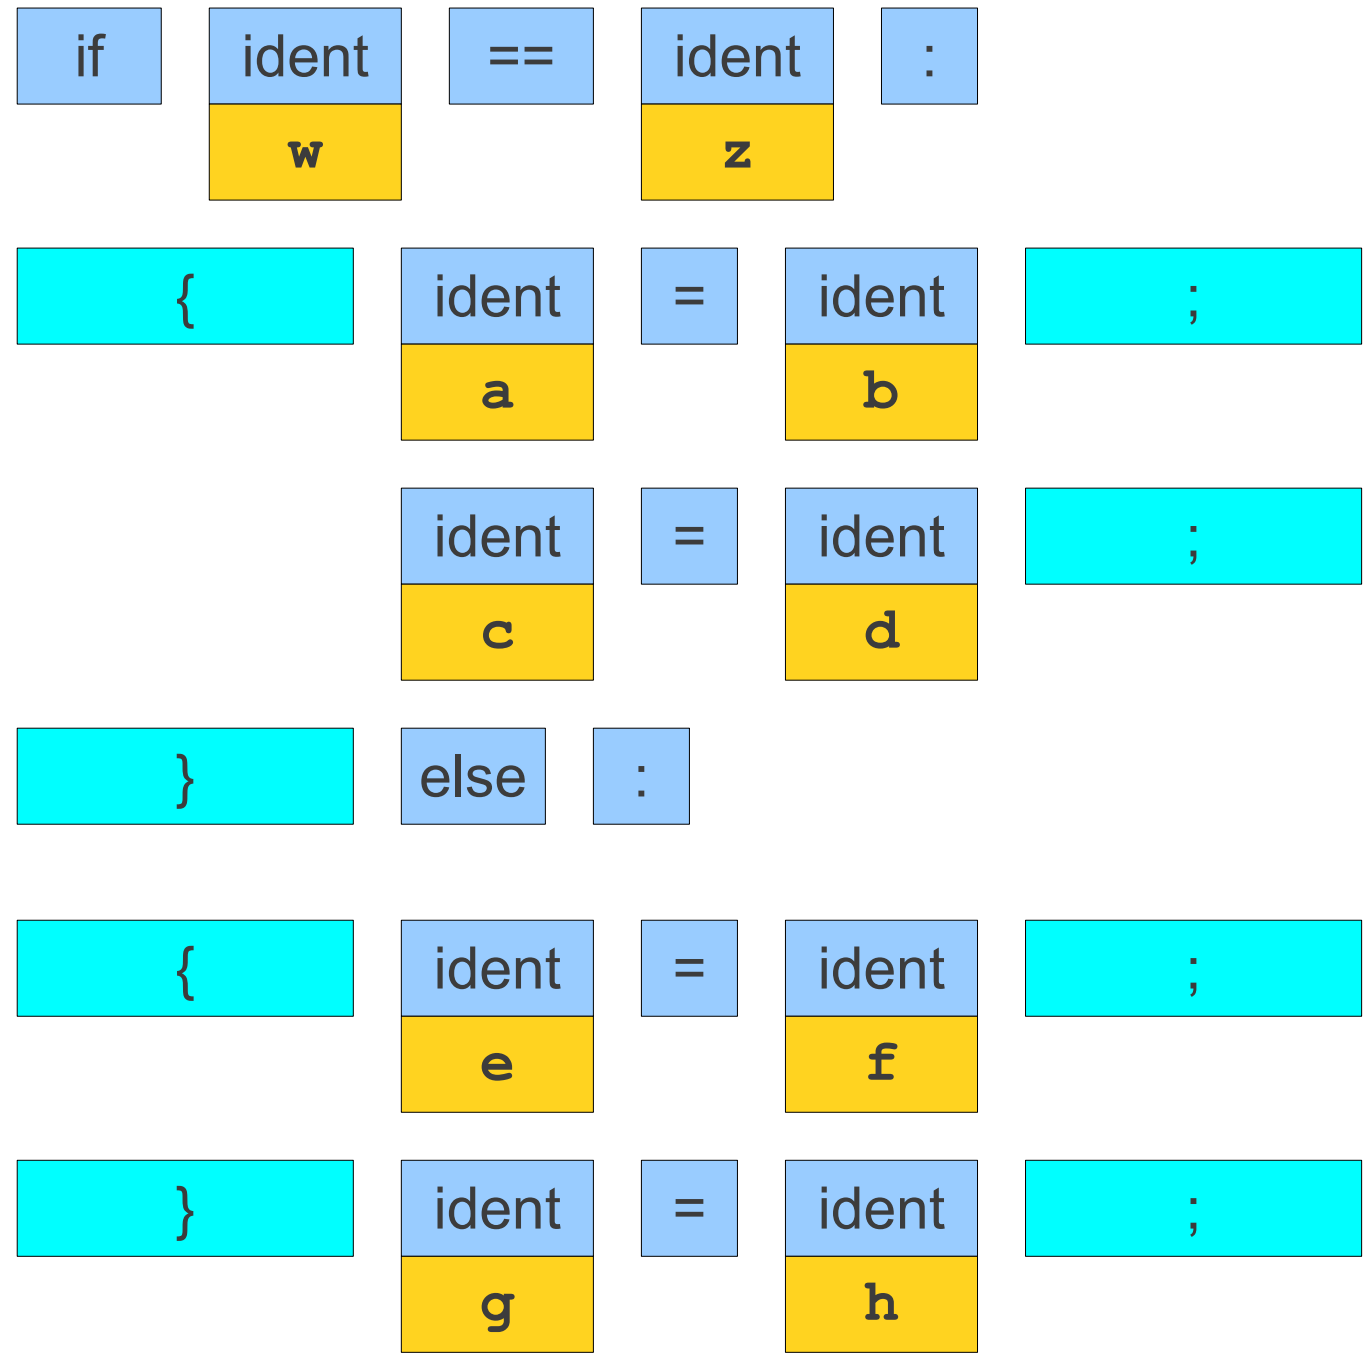 if ident == ident :
w z
{ ident = ident ;
a b
ident = ident ;
c d
} else :
{ ident = ident ;
e f
} ident = ident ;
g h